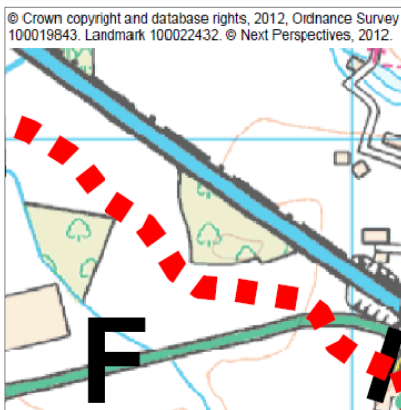 © Crown copyright and database rights, 2012, Ordnance Survey
100019843. Landmark 100022432. © Next Perspectives, 2012.
F